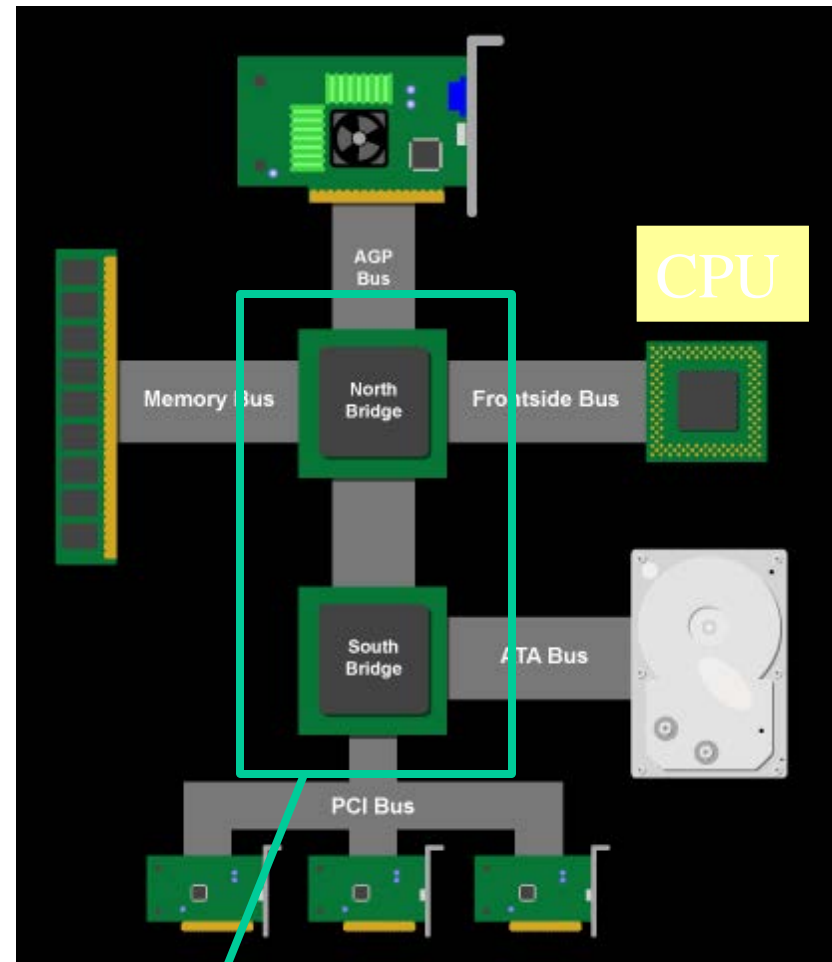 AGP
Bus
CPU
Memory Bus
North
Bridge
Frontside Bus
South
Bridge
ATA Bus
PCI Bus